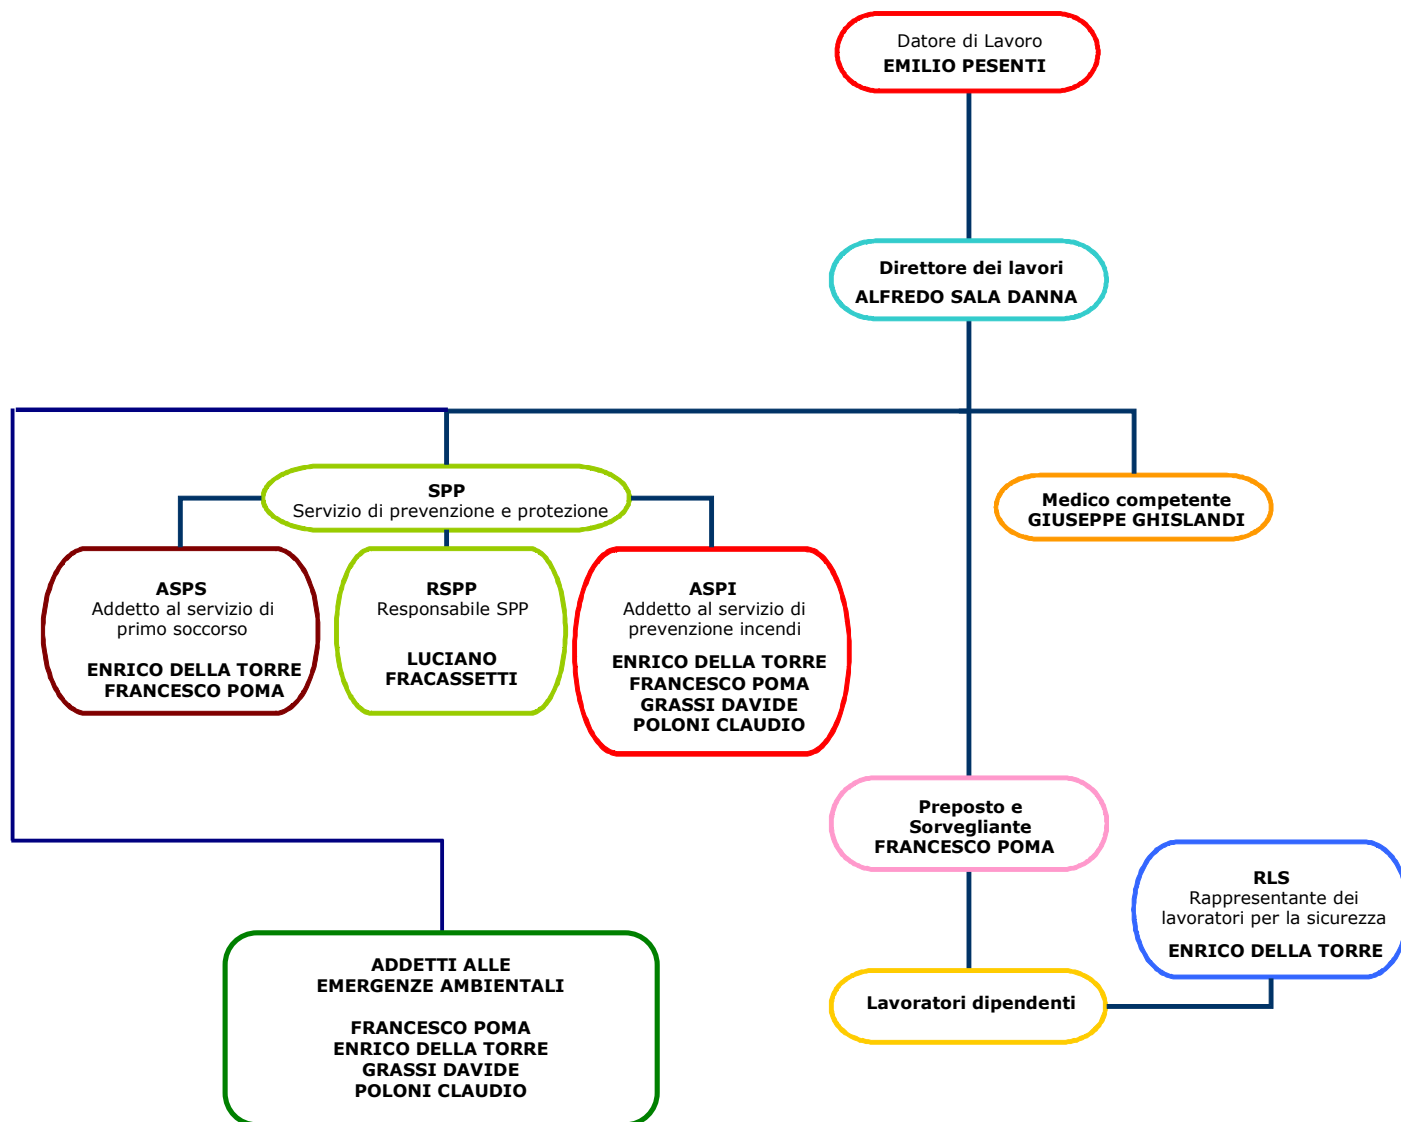 Datore di Lavoro
EMILIO PESENTI
Direttore dei lavori
ALFREDO SALA DANNA
SPP
Servizio di prevenzione e protezione
Medico competente
GIUSEPPE GHISLANDI
ASPS
Addetto al servizio di
primo soccorso
ENRICO DELLA TORRE
FRANCESCO POMA
RSPP
Responsabile SPP
LUCIANO
FRACASSETTI
ASPI
Addetto al servizio di
prevenzione incendi
ENRICO DELLA TORRE
FRANCESCO POMA
GRASSI DAVIDE
POLONI CLAUDIO
Preposto e
Sorvegliante
FRANCESCO POMA
RLS
Rappresentante dei
lavoratori per la sicurezza
ENRICO DELLA TORRE
Lavoratori dipendenti
ADDETTI ALLE
EMERGENZE AMBIENTALI
FRANCESCO POMA
ENRICO DELLA TORRE
GRASSI DAVIDE
POLONI CLAUDIO